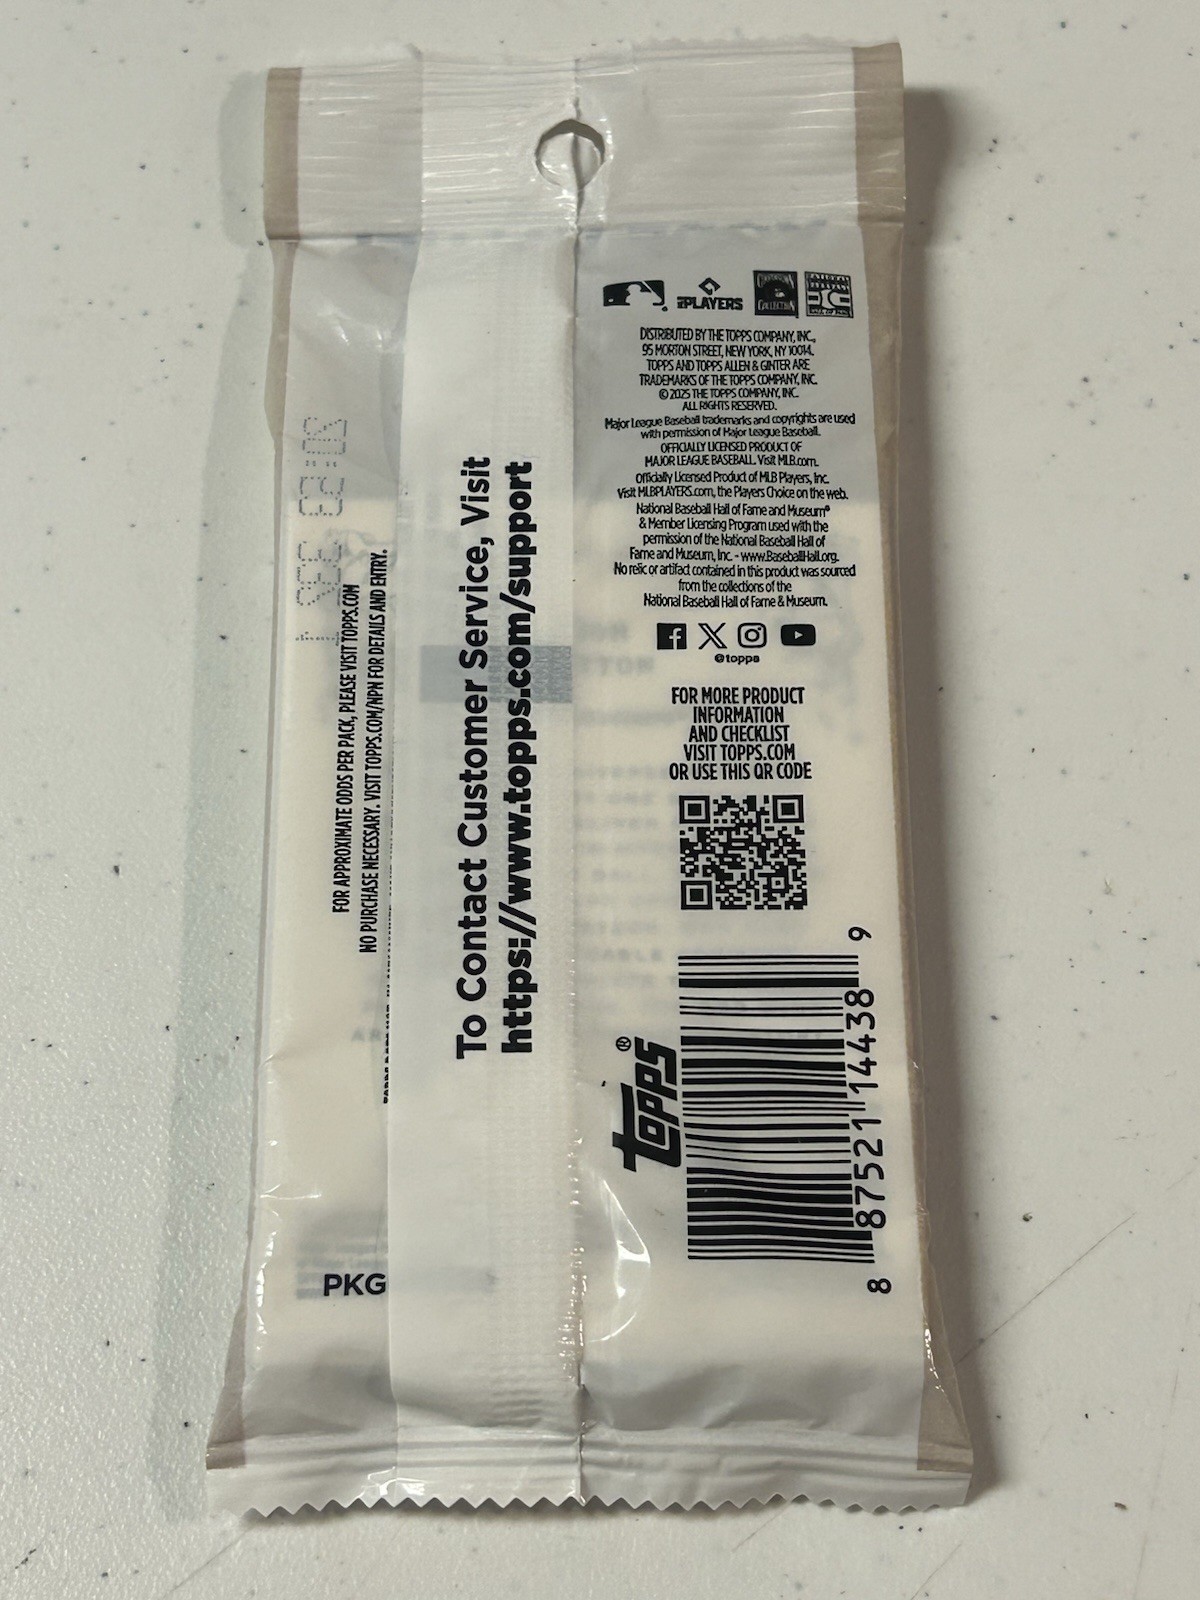 PLAYERS
COOPERSTOWN
COLLECTION
DISTRIBUTED BY THE TOPPS COMPANY, INC.,
95 MORTON STREET, NEW YORK, NY 10014.
TOPPS AND TOPPS ALLEN & GINTER ARE
TRADEMARKS OF THE TOPPS COMPANY, INC.
© 2025 THE TOPPS COMPANY, INC.
ALL RIGHTS RESERVED.
Major League Baseball trademarks and copyrights are used
with permission of Major League Baseball.
OFFICIALLY LICENSED PRODUCT OF
MAJOR LEAGUE BASEBALL. Visit MLB.com.
Officially Licensed Product of MLB Players, Inc.
Visit MLBPLAYERS.com, the Players Choice on the web.
National Baseball Hall of Fame and Museum®
& Member Licensing Program used with the
permission of the National Baseball Hall of
Fame and Museum, Inc. - www.BaseballHall.org.
No relic or artifact contained in this product was sourced
from the collections of the
National Baseball Hall of Fame & Museum.
@topps
FOR MORE PRODUCT
INFORMATION
AND CHECKLIST
VISIT TOPPS.COM
OR USE THIS QR CODE
topps®
8 87521 14438 9
To Contact Customer Service, Visit
https://www.topps.com/support
FOR APPROXIMATE ODDS PER PACK, PLEASE VISIT TOPPS.COM
NO PURCHASE NECESSARY. VISIT TOPPS.COM/NPN FOR DETAILS AND ENTRY.
PKG